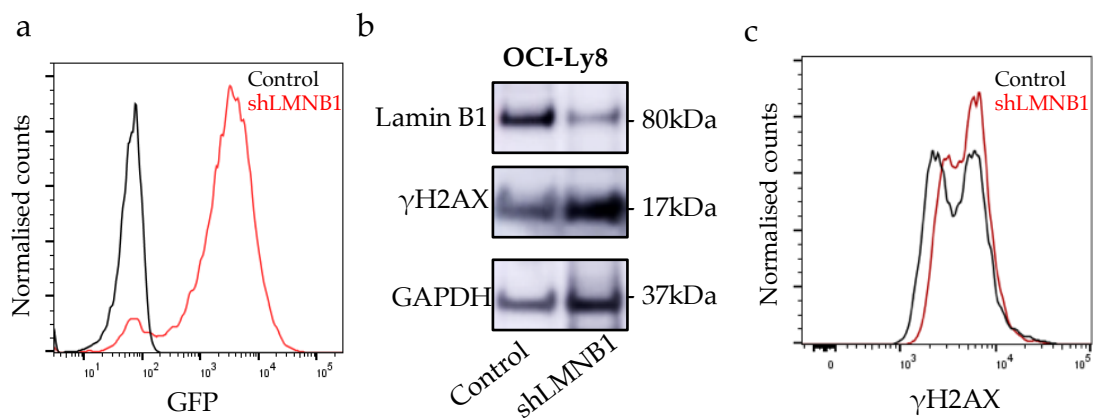 a
Control
shLMNB1
Normalised counts
10¹ 10² 10³ 10⁴ 10⁵
GFP
b
OCI-Ly8
Lamin B1
80kDa
γH2AX
17kDa
GAPDH
37kDa
Control
shLMNB1
c
Control
shLMNB1
Normalised counts
0 10³ 10⁴ 10⁵
γH2AX